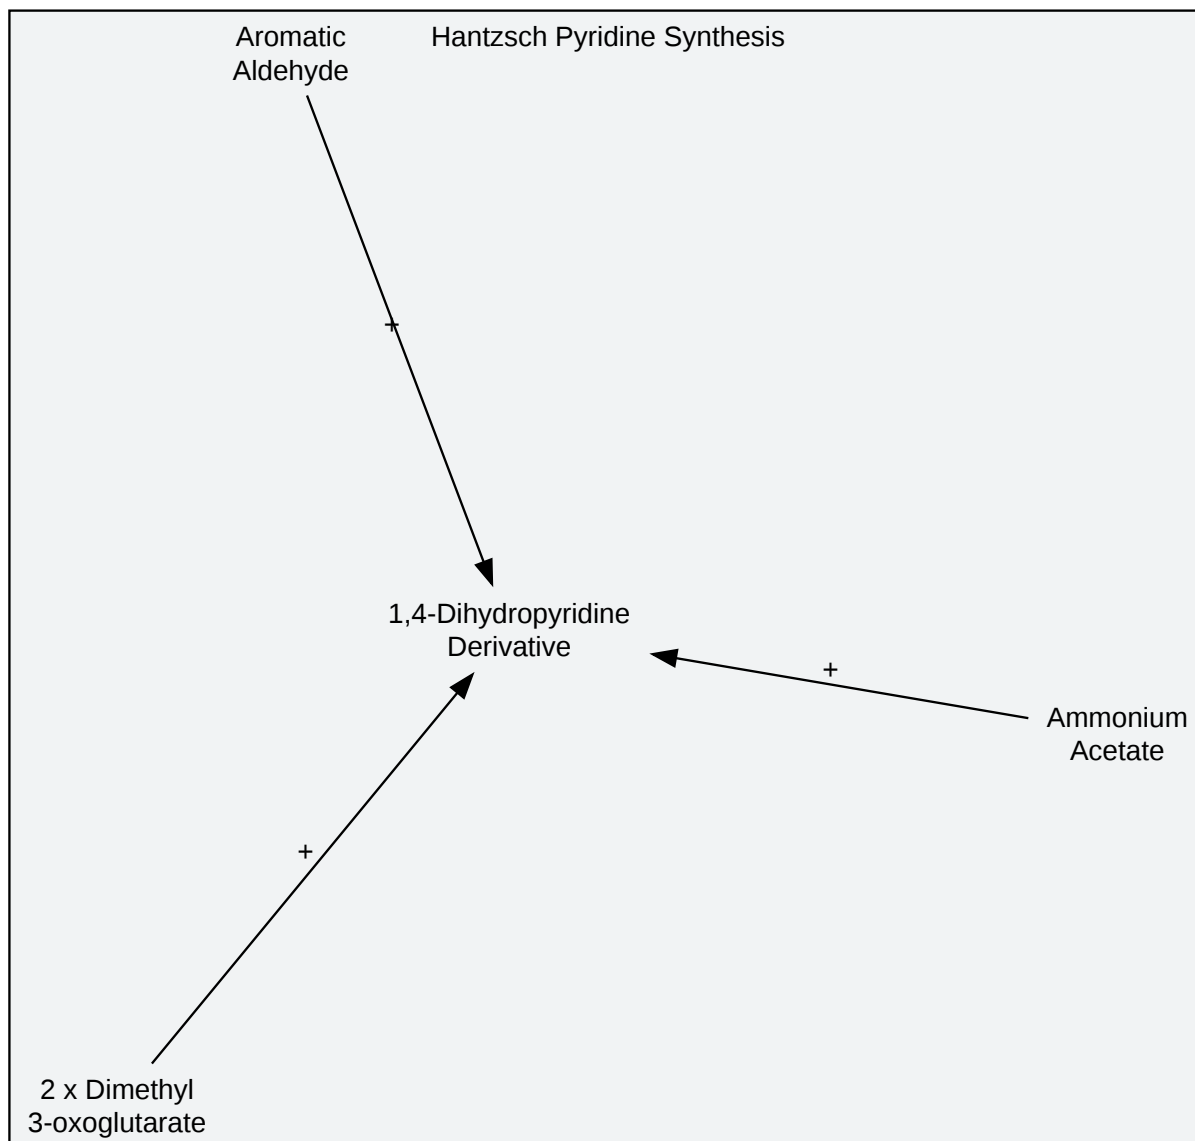 Hantzsch Pyridine Synthesis
Aromatic
Aldehyde
+
1,4-Dihydropyridine
Derivative
+
Ammonium
Acetate
+
2 x Dimethyl
3-oxoglutarate